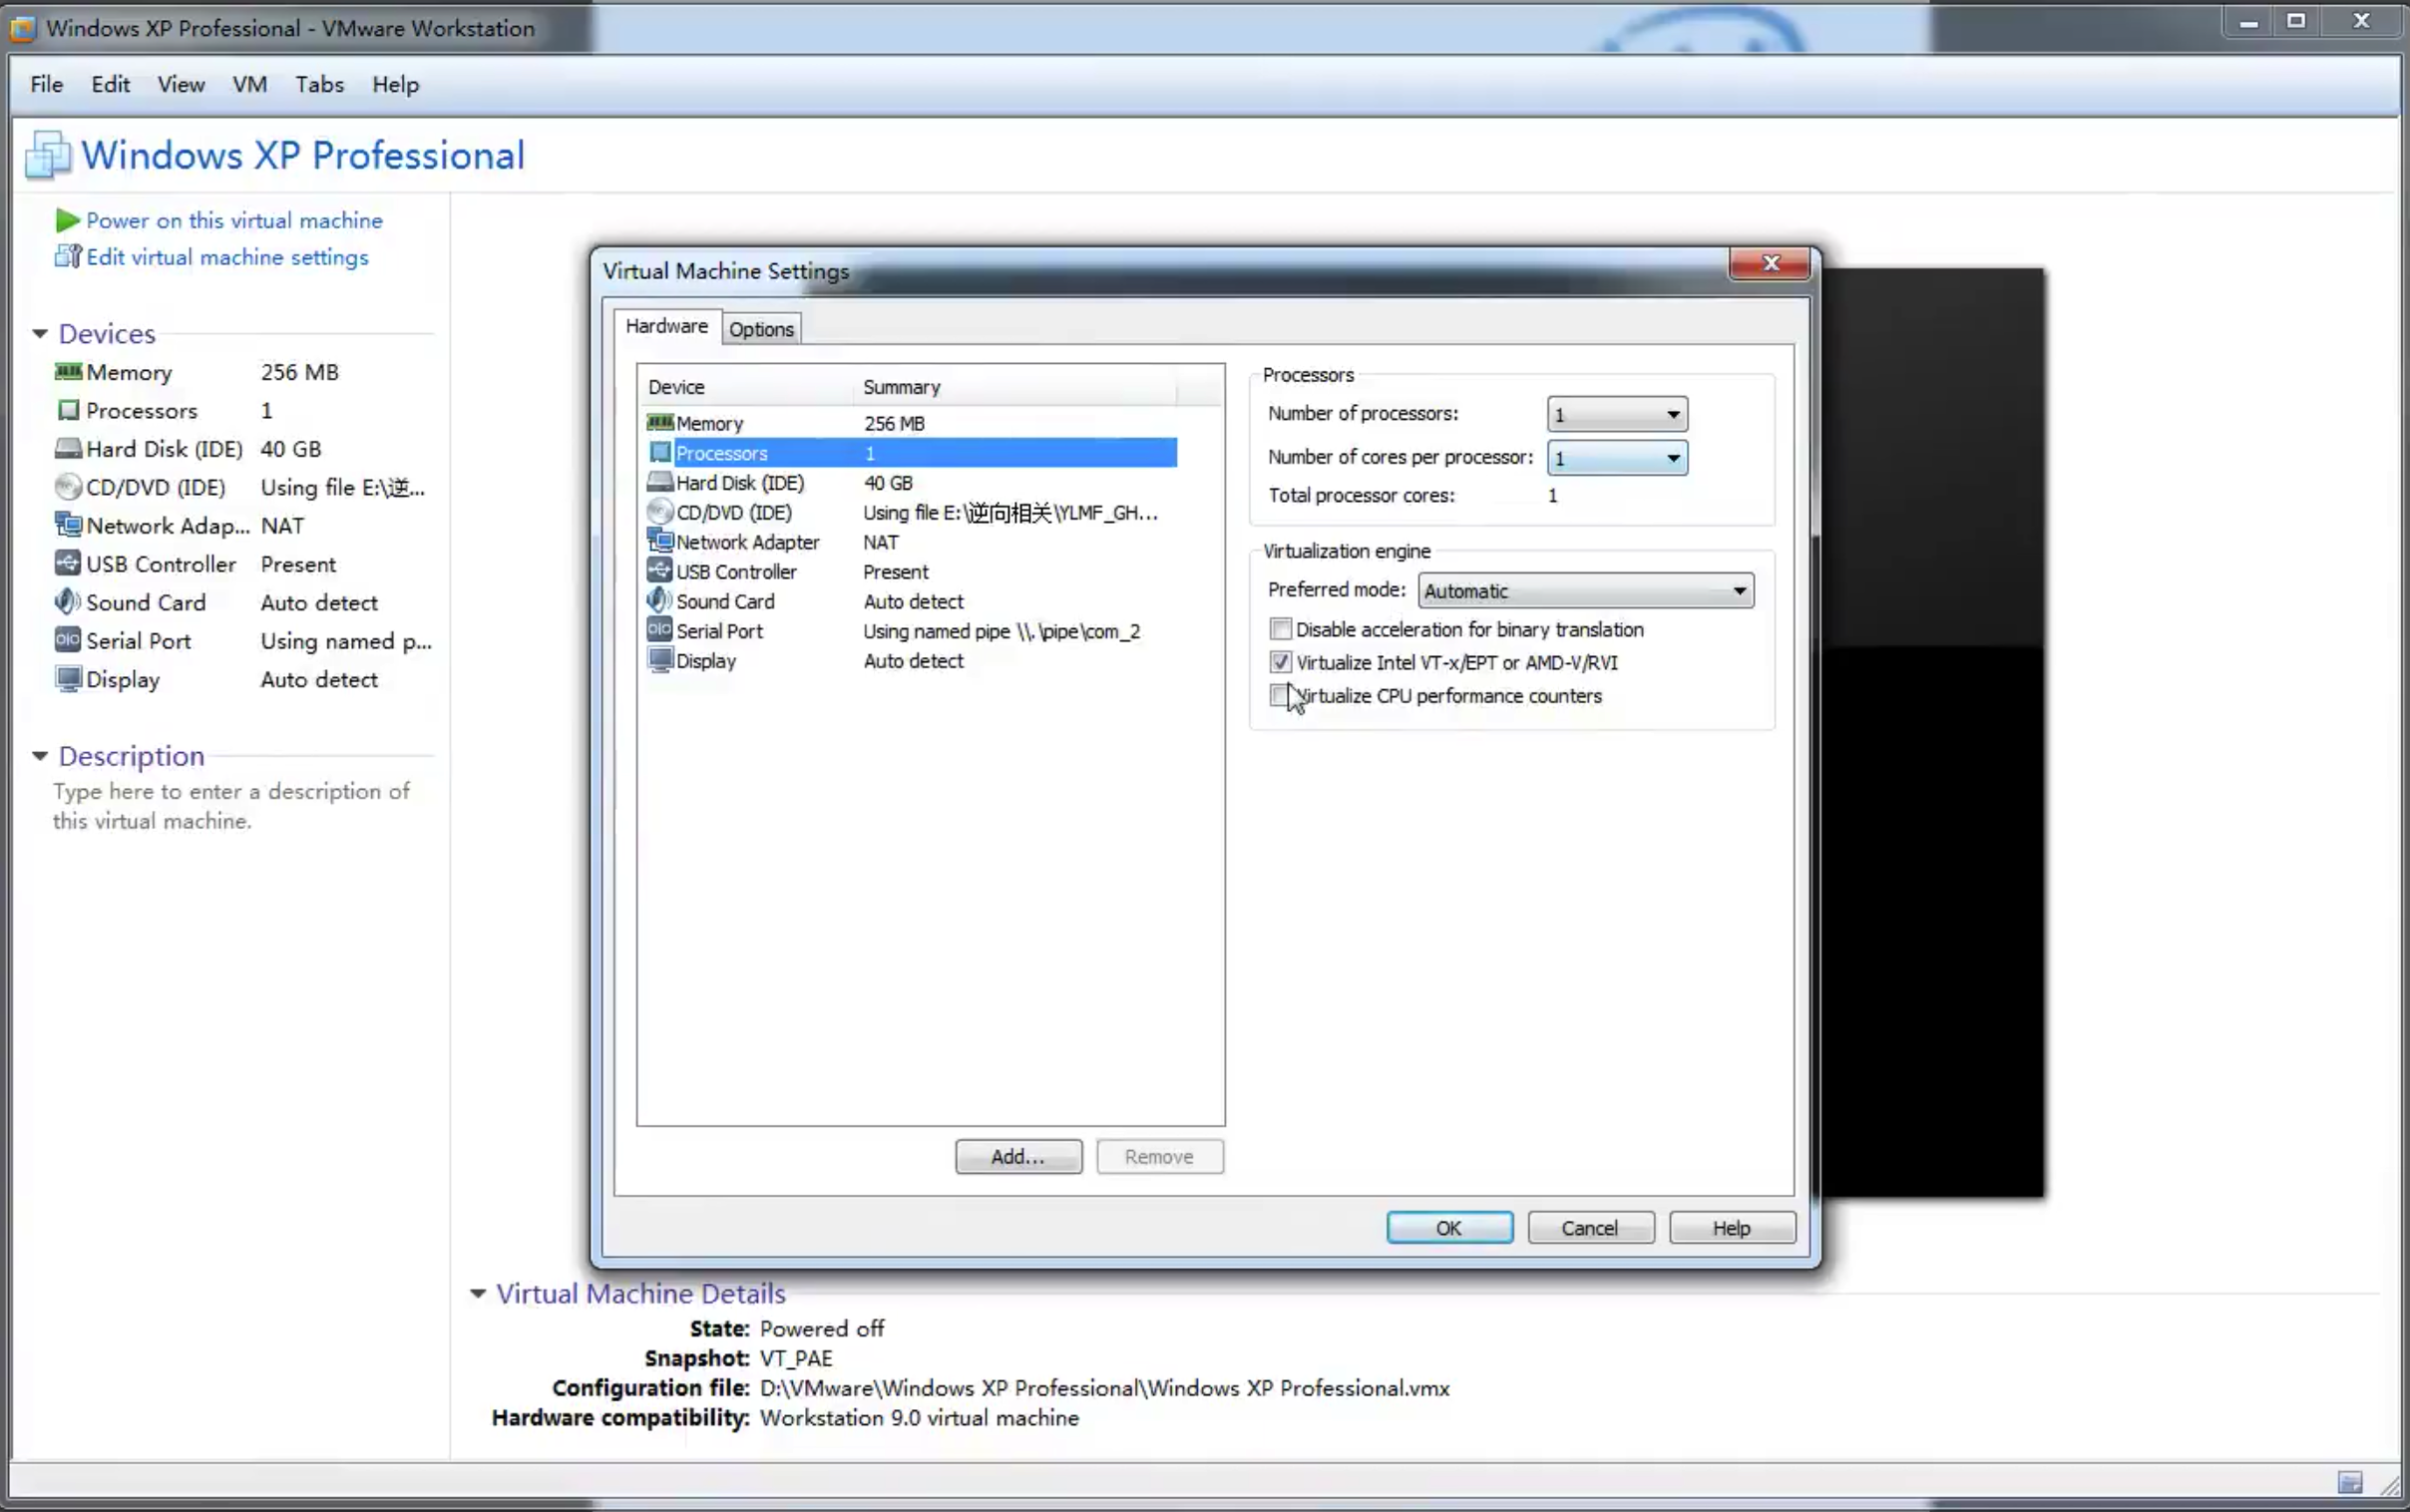 Windows XP Professional - VMware Workstation
File Edit View VM Tabs Help
Windows XP Professional
Power on this virtual machine
Edit virtual machine settings
Devices
Memory 256 MB
Processors 1
Hard Disk (IDE) 40 GB
CD/DVD (IDE) Using file E:\逆...
Network Adap... NAT
USB Controller Present
Sound Card Auto detect
Serial Port Using named p...
Display Auto detect
Description
Type here to enter a description of
this virtual machine.
Virtual Machine Settings
Hardware Options
Device Summary
Memory 256 MB
Processors 1
Hard Disk (IDE) 40 GB
CD/DVD (IDE) Using file E:\逆向相关\YLMF_GH...
Network Adapter NAT
USB Controller Present
Sound Card Auto detect
Serial Port Using named pipe \\.\pipe\com_2
Display Auto detect
Add... Remove
Processors
Number of processors: 1
Number of cores per processor: 1
Total processor cores: 1
Virtualization engine
Preferred mode: Automatic
Disable acceleration for binary translation
Virtualize Intel VT-x/EPT or AMD-V/RVI
Virtualize CPU performance counters
OK Cancel Help
Virtual Machine Details
State: Powered off
Snapshot: VT_PAE
Configuration file: D:\VMware\Windows XP Professional\Windows XP Professional.vmx
Hardware compatibility: Workstation 9.0 virtual machine